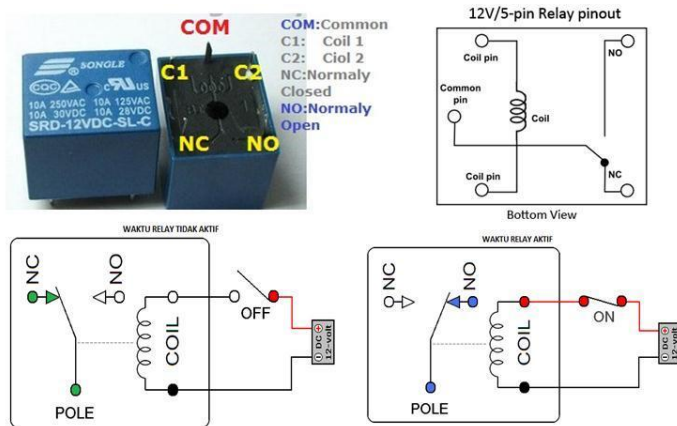 COM
C1
C2
NC
NO
SONGLE
CQC
c RU US
10A 250VAC 10A 125VAC
10A 30VDC 10A 28VDC
SRD-12VDC-SL-C
COM:Common
C1: Coil 1
C2: Ciol 2
NC:Normaly
Closed
NO:Normaly
Open
12V/5-pin Relay pinout
Coil pin
NO
Common
pin
Coil
Coil pin
NC
Bottom View
WAKTU RELAY TIDAK AKTIF
NC
NO
COIL
OFF
DC
12-volt
POLE
WAKTU RELAY AKTIF
NC
NO
COIL
ON
DC
12-volt
POLE